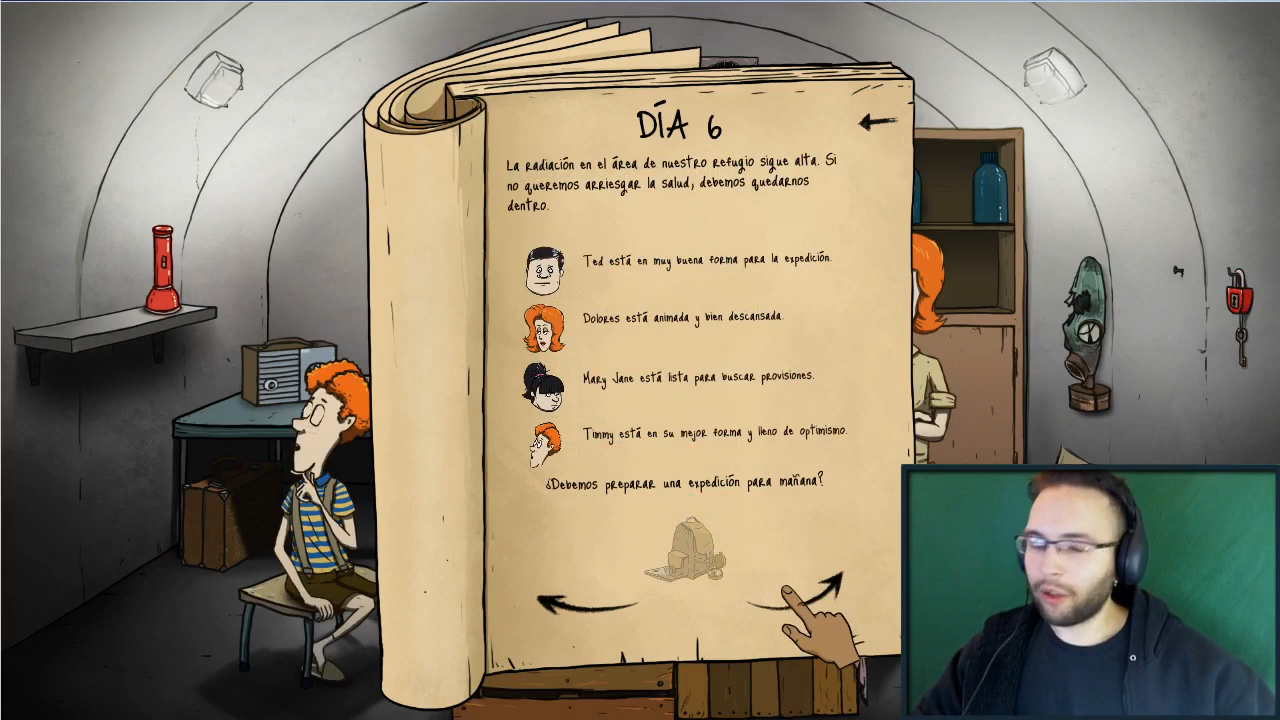 DÍA 6
La radiación en el área de nuestro refugio sigue alta. Si
no queremos arriesgar la salud, debemos quedarnos
dentro.
Ted está en muy buena forma para la expedición.
Dolores está animada y bien descansada.
Mary Jane está lista para buscar provisiones.
Timmy está en su mejor forma y lleno de optimismo.
¿Debemos preparar una expedición para mañana?